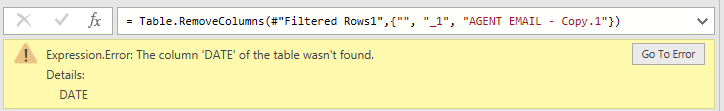 fx = Table.RemoveColumns(#"Filtered Rows1",{"", "_1", "AGENT EMAIL - Copy.1"})
Expression.Error: The column 'DATE' of the table wasn't found.
Go To Error
Details:
DATE